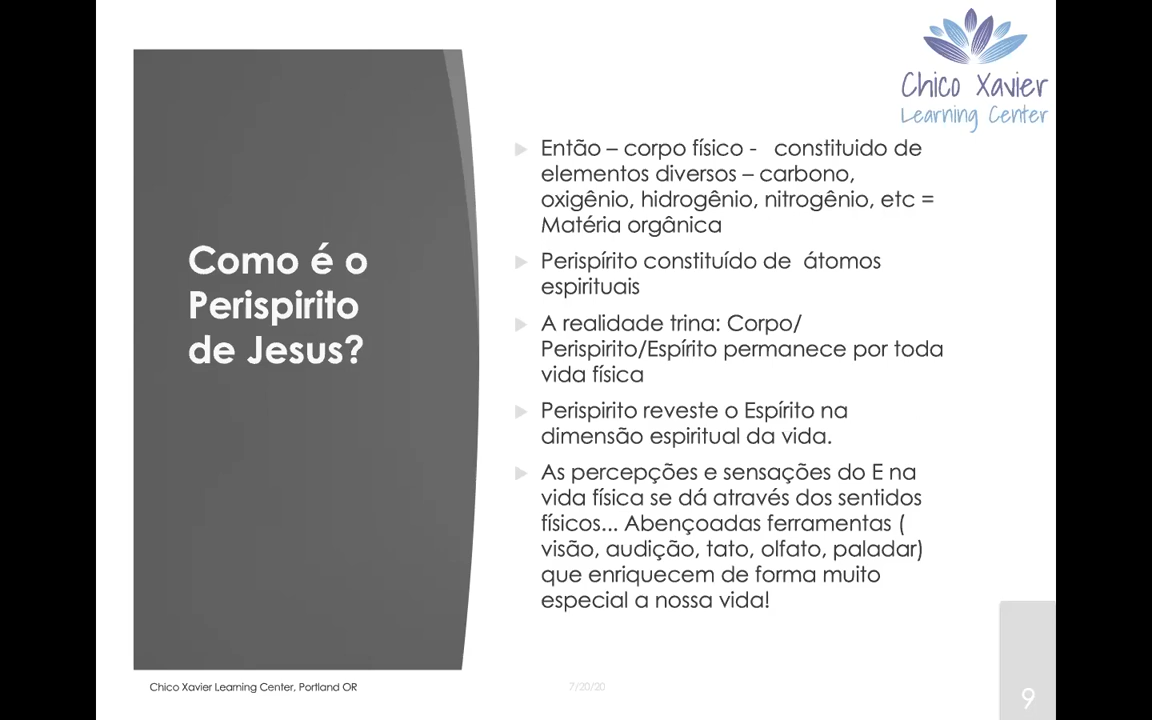 Chico Xavier
Learning Center
Como é o
Perispirito
de Jesus?
Então – corpo físico - constituido de
elementos diversos – carbono,
oxigênio, hidrogênio, nitrogênio, etc =
Matéria orgânica
Perispírito constituído de átomos
espirituais
A realidade trina: Corpo/
Perispirito/Espírito permanece por toda
vida física
Perispirito reveste o Espírito na
dimensão espiritual da vida.
As percepções e sensações do E na
vida física se dá através dos sentidos
físicos... Abençoadas ferramentas (
visão, audição, tato, olfato, paladar)
que enriquecem de forma muito
especial a nossa vida!
Chico Xavier Learning Center, Portland OR
7/20/20
9